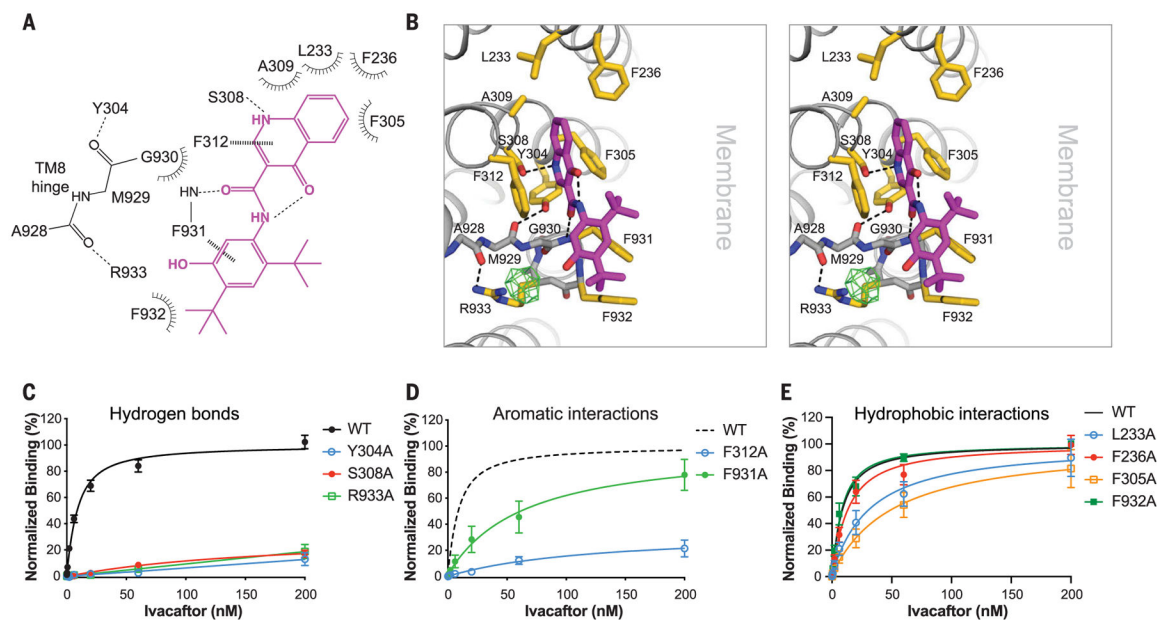 A
L233
F236
A309
S308
HN
F305
Y304
F312
O
G930
TM8
hinge
NH
M929
O
O
HN
HN
A928
O
F931
R933
HO
F932
B
L233
F236
A309
S308
Y304
F305
F312
A928
G930
F931
M929
R933
F932
Membrane
L233
F236
A309
S308
Y304
F305
F312
A928
G930
F931
M929
R933
F932
Membrane
C
Hydrogen bonds
Normalized Binding (%)
120
100
80
60
40
20
0
0
50
100
150
200
Ivacaftor (nM)
WT
Y304A
S308A
R933A
D
Aromatic interactions
Normalized Binding (%)
120
100
80
60
40
20
0
0
50
100
150
200
Ivacaftor (nM)
WT
F312A
F931A
E
Hydrophobic interactions
Normalized Binding (%)
120
100
80
60
40
20
0
0
50
100
150
200
Ivacaftor (nM)
WT
L233A
F236A
F305A
F932A